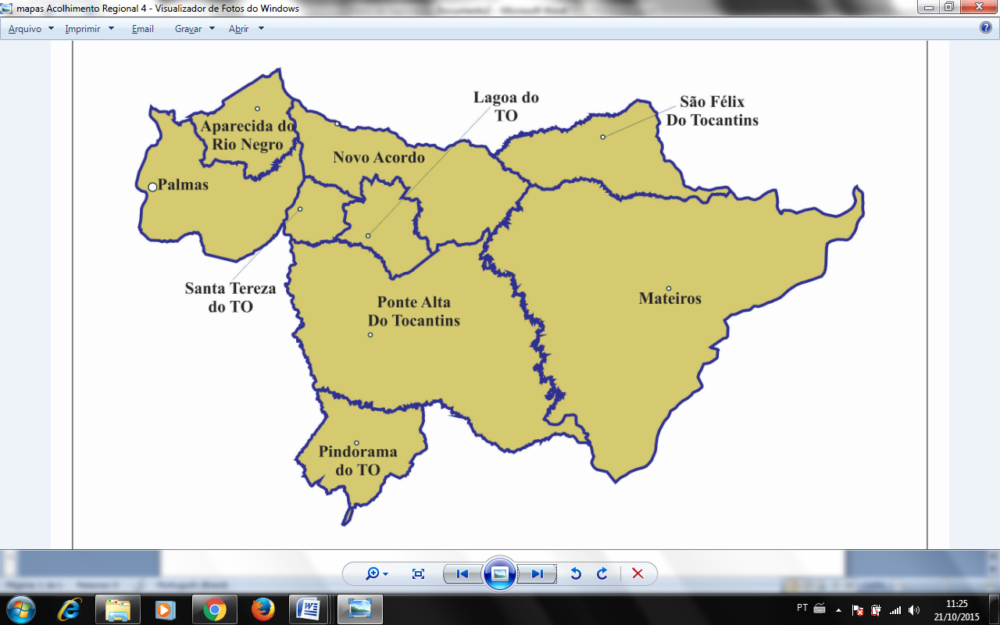 mapas Acolhimento Regional 4 - Visualizador de Fotos do Windows
Arquivo Imprimir Email Gravar Abrir
Lagoa do
TO
São Félix
Do Tocantins
Aparecida do
Rio Negro
Novo Acordo
Palmas
Santa Tereza
do TO
Ponte Alta
Do Tocantins
Mateiros
Pindorama
do TO
PT
11:25
21/10/2015